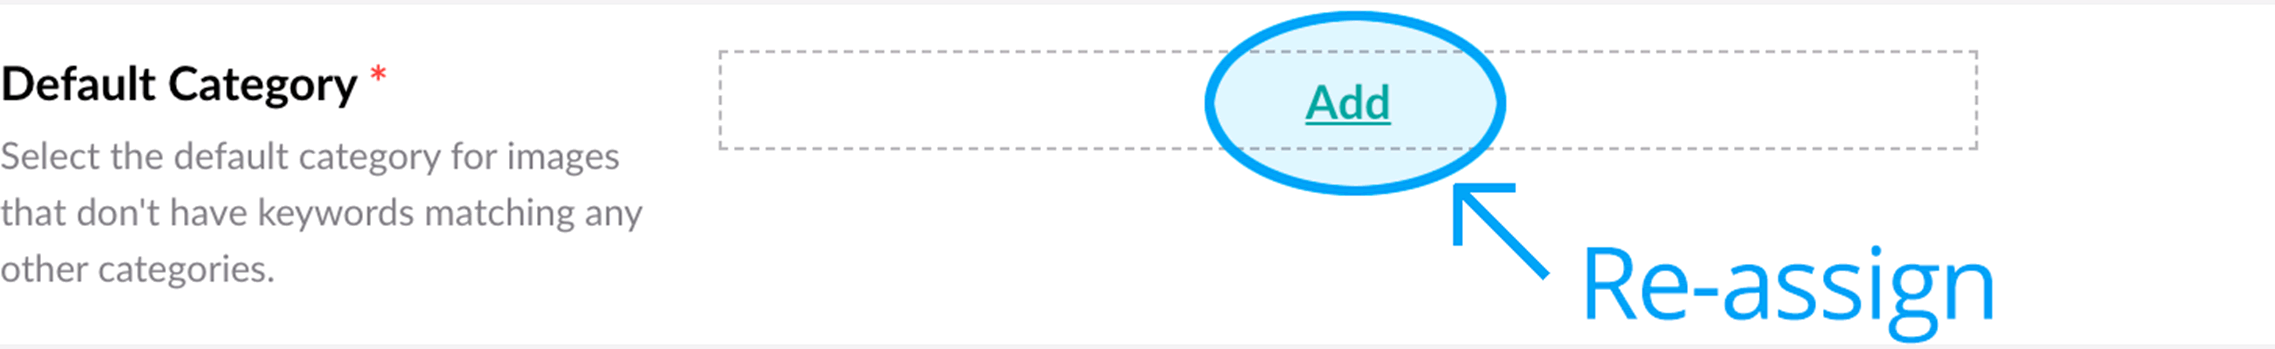 Default Category *
Select the default category for images
that don't have keywords matching any
other categories.
Add
Re-assign